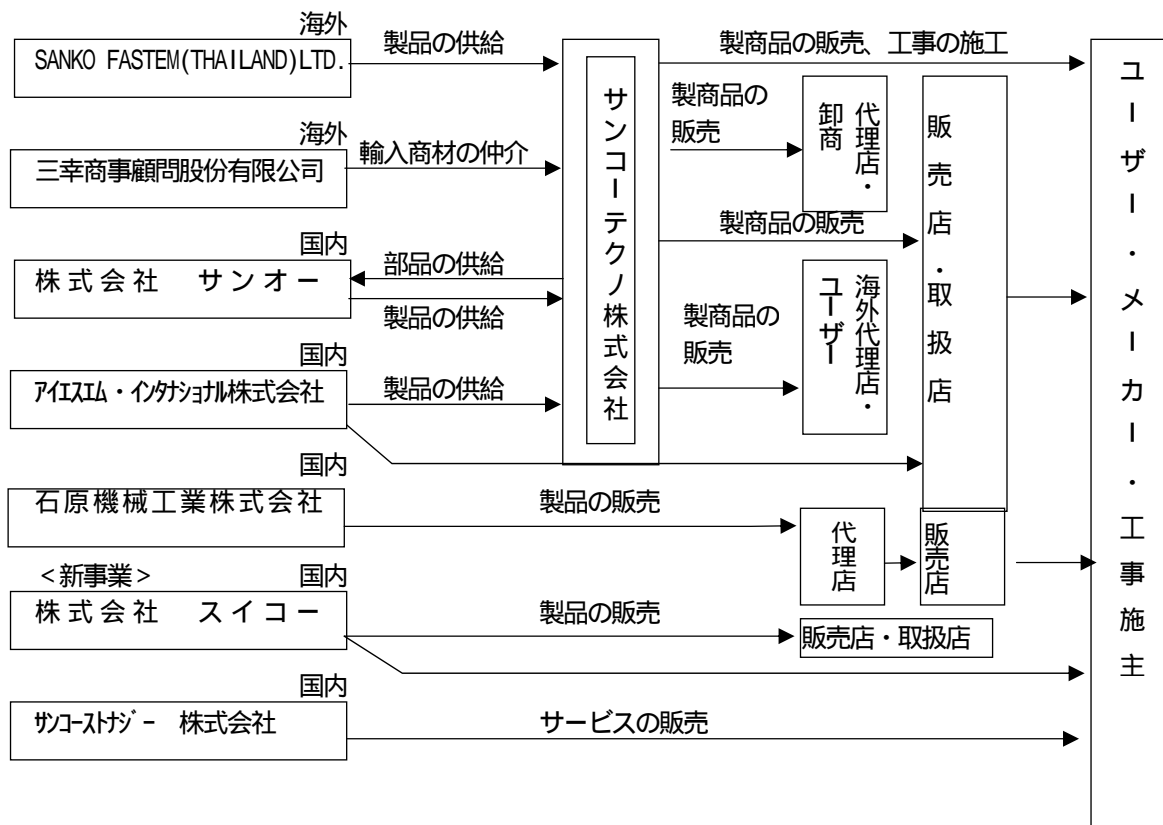 海外
SANKO FASTEM(THAILAND)LTD.
製品の供給
海外
三幸商事顧問股份有限公司
輸入商材の仲介
国内
株式会社 サンオー
部品の供給
製品の供給
国内
アイエスエム・インタナショナル株式会社
製品の供給
国内
石原機械工業株式会社
製品の販売
<新事業>
国内
株式会社 スイコー
製品の販売
国内
サンコーストナジー 株式会社
サービスの販売
サンコーテクノ株式会社
製商品の販売、工事の施工
製商品の
販売
代理店・
卸商
製商品の販売
製商品の
販売
海外代理店・
ユーザー
販売店・取扱店
代理店
販売店
販売店・取扱店
ユーザー・メーカー・工事施主